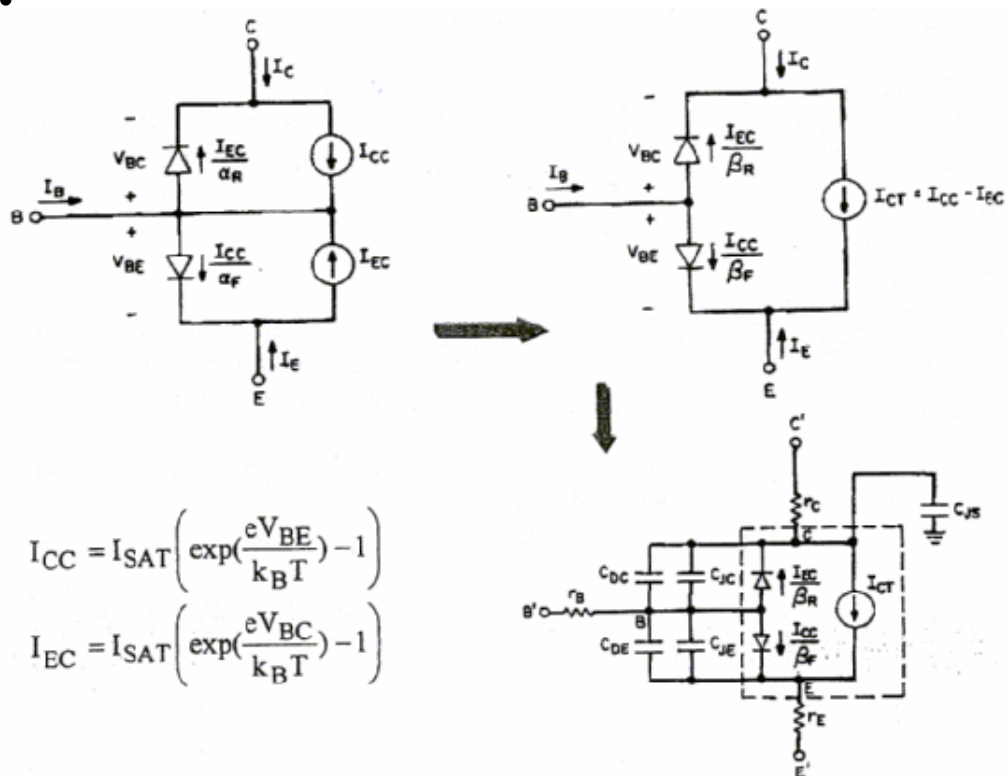 C
I_C
V_BC
I_EC/α_R
I_CC
I_B
B
V_BE
I_CC/α_F
I_EC
I_E
E
C
I_C
V_BC
I_EC/β_R
I_B
B
I_CT = I_CC - I_EC
V_BE
I_CC/β_F
I_E
E
I_CC = I_SAT(exp(eV_BE/k_BT)-1)
I_EC = I_SAT(exp(eV_BC/k_BT)-1)
C'
r_C
C_JS
C
C_DC
C_JC
I_EC/β_R
I_CT
B'
r_B
B
C_DE
C_JE
I_CC/β_F
E
r_E
E'